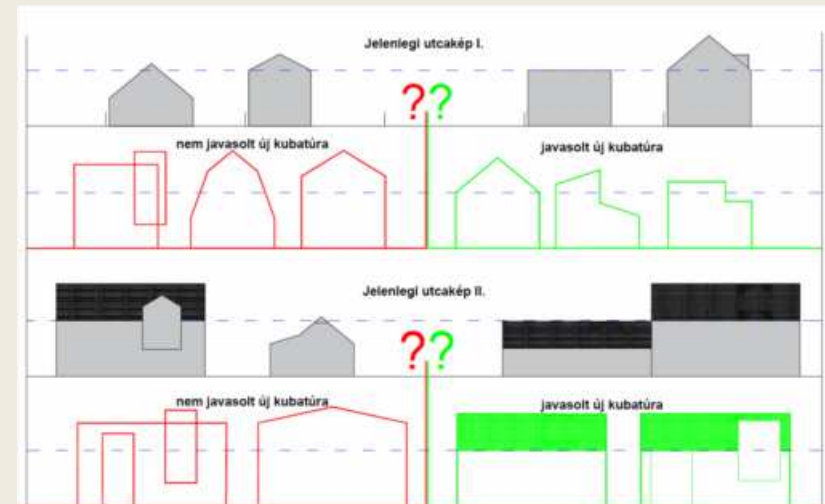 Jelenlegi utcakép I.
??
nem javasolt új kubatúra
javasolt új kubatúra
Jelenlegi utcakép II.
??
nem javasolt új kubatúra
javasolt új kubatúra